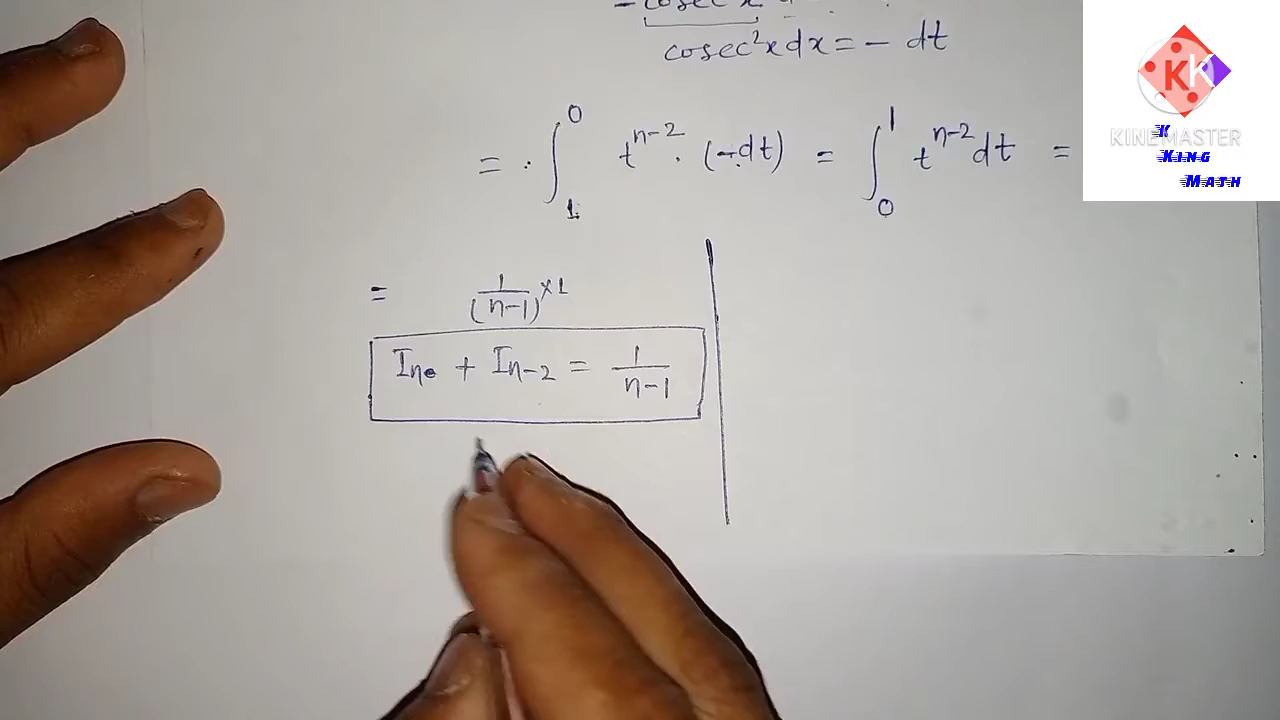 - cosec x
cosec²x dx = - dt
= ∫₁⁰ tⁿ⁻² · (-dt) = ∫₀¹ tⁿ⁻² dt =
= 1/(n-1) × 1
Iₙ + Iₙ₋₂ = 1/(n-1)
KINEMASTER
K
KING
MATH